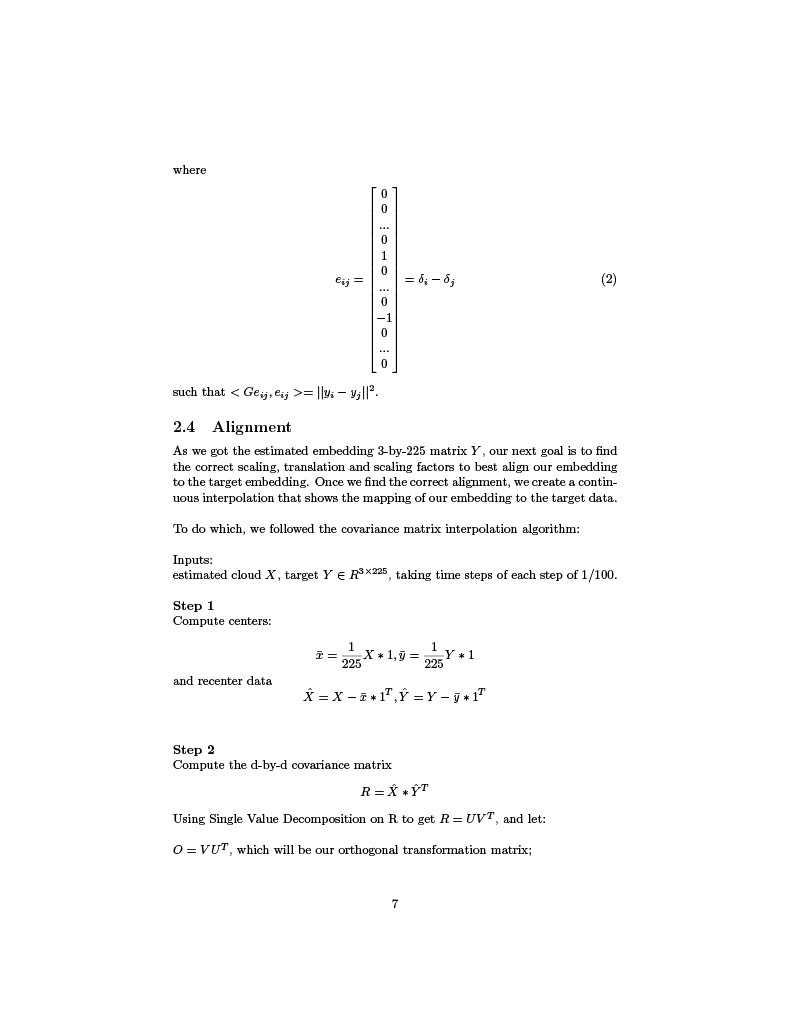 where
e_{ij} = \begin{bmatrix} 0 \\ 0 \\ ... \\ 0 \\ 1 \\ 0 \\ ... \\ 0 \\ -1 \\ 0 \\ ... \\ 0 \end{bmatrix} = \delta_i - \delta_j (2)
such that < Ge_{ij}, e_{ij} >= ||y_i - y_j||^2.
2.4 Alignment
As we got the estimated embedding 3-by-225 matrix Y, our next goal is to find
the correct scaling, translation and scaling factors to best align our embedding
to the target embedding. Once we find the correct alignment, we create a contin-
uous interpolation that shows the mapping of our embedding to the target data.
To do which, we followed the covariance matrix interpolation algorithm:
Inputs:
estimated cloud X, target Y ∈ R^{3×225}, taking time steps of each step of 1/100.
Step 1
Compute centers:
\bar{x} = \frac{1}{225} X * 1, \bar{y} = \frac{1}{225} Y * 1
and recenter data
\hat{X} = X - \bar{x} * 1^T, \hat{Y} = Y - \bar{y} * 1^T
Step 2
Compute the d-by-d covariance matrix
R = \hat{X} * \hat{Y}^T
Using Single Value Decomposition on R to get R = UV^T, and let:
O = VU^T, which will be our orthogonal transformation matrix;
7